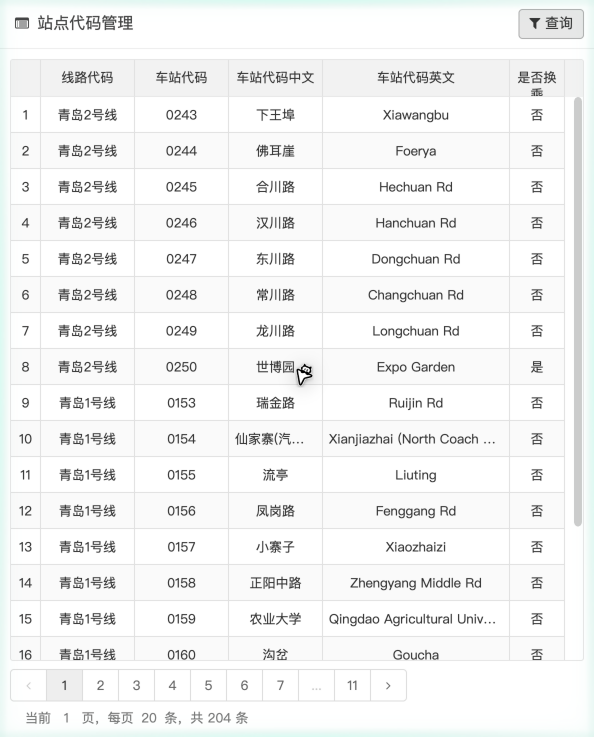 站点代码管理 查询
线路代码 车站代码 车站代码中文 车站代码英文 是否换乘
1 青岛2号线 0243 下王埠 Xiawangbu 否
2 青岛2号线 0244 佛耳崖 Foerya 否
3 青岛2号线 0245 合川路 Hechuan Rd 否
4 青岛2号线 0246 汉川路 Hanchuan Rd 否
5 青岛2号线 0247 东川路 Dongchuan Rd 否
6 青岛2号线 0248 常川路 Changchuan Rd 否
7 青岛2号线 0249 龙川路 Longchuan Rd 否
8 青岛2号线 0250 世博园 Expo Garden 是
9 青岛1号线 0153 瑞金路 Ruijin Rd 否
10 青岛1号线 0154 仙家寨(汽... Xianjiazhai (North Coach ... 否
11 青岛1号线 0155 流亭 Liuting 否
12 青岛1号线 0156 凤岗路 Fenggang Rd 否
13 青岛1号线 0157 小寨子 Xiaozhaizi 否
14 青岛1号线 0158 正阳中路 Zhengyang Middle Rd 否
15 青岛1号线 0159 农业大学 Qingdao Agricultural Univ... 否
16 青岛1号线 0160 沟岔 Goucha 否
1 2 3 4 5 6 7 ... 11
当前 1 页，每页 20 条，共 204 条